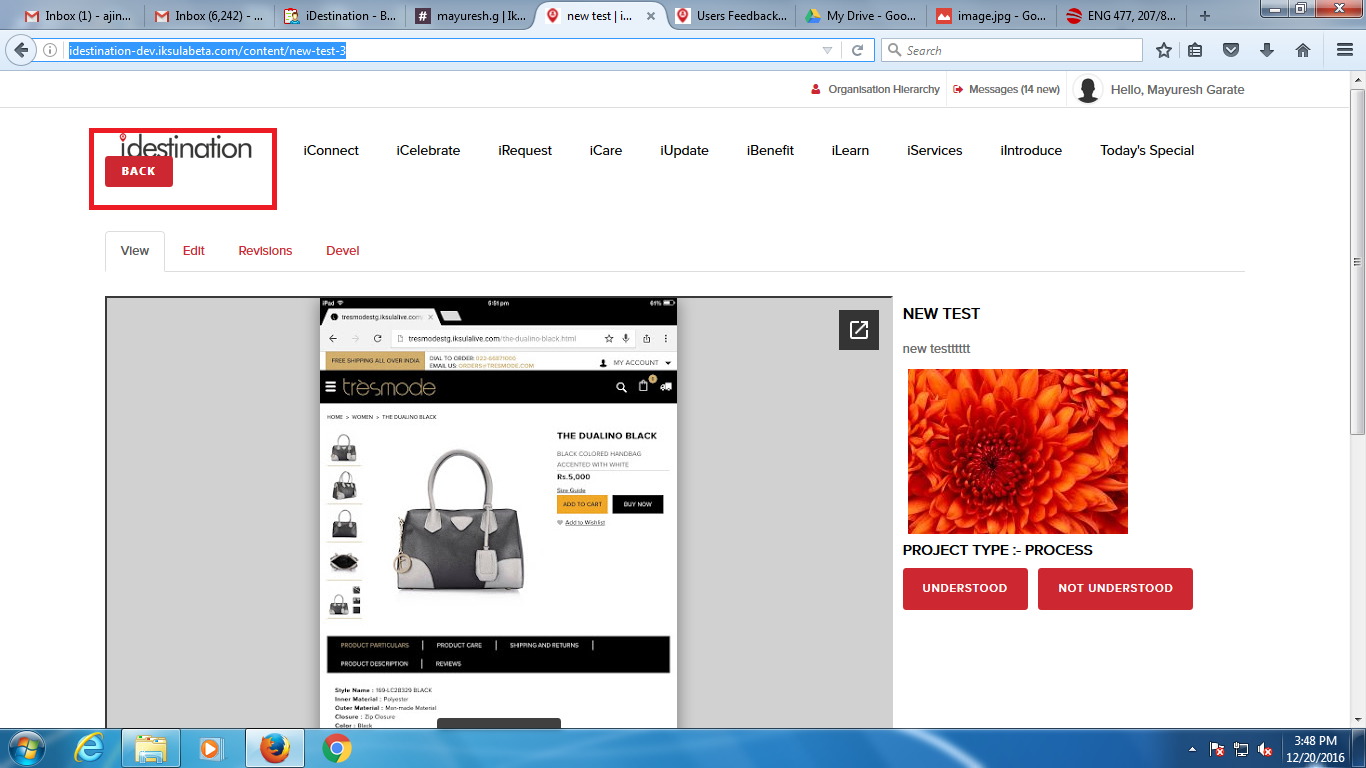 Inbox (1) - ajin...
Inbox (6,242) - ...
iDestination - B...
mayuresh.g | Ik...
new test | i...
Users Feedback...
My Drive - Goo...
image.jpg - Go...
ENG 477, 207/8...
idestination-dev.iksulabeta.com/content/new-test-3
Search
Organisation Hierarchy
Messages (14 new)
Hello, Mayuresh Garate
idestination
iConnect
iCelebrate
iRequest
iCare
iUpdate
iBenefit
iLearn
iServices
iIntroduce
Today's Special
BACK
View
Edit
Revisions
Devel
iPad
5:51 pm
61%
tresmodestg.iksulalive.com
tresmodestg.iksulalive.com/the-dualino-black.html
FREE SHIPPING ALL OVER INDIA
DIAL TO ORDER 022-66871000
EMAIL US: ORDERS@TRESMODE.COM
MY ACCOUNT
trèsmode
HOME > WOMEN > THE DUALINO BLACK
THE DUALINO BLACK
BLACK COLORED HANDBAG
ACCENTED WITH WHITE
Rs.5,000
Size Guide
ADD TO CART
BUY NOW
Add to Wishlist
PRODUCT PARTICULARS
PRODUCT CARE
SHIPPING AND RETURNS
PRODUCT DESCRIPTION
REVIEWS
Style Name : 169-LC28329 BLACK
Inner Material : Polyester
Outer Material : Man-made Material
Closure : Zip Closure
Color : Black
NEW TEST
new testttttt
PROJECT TYPE :- PROCESS
UNDERSTOOD
NOT UNDERSTOOD
3:48 PM
12/20/2016